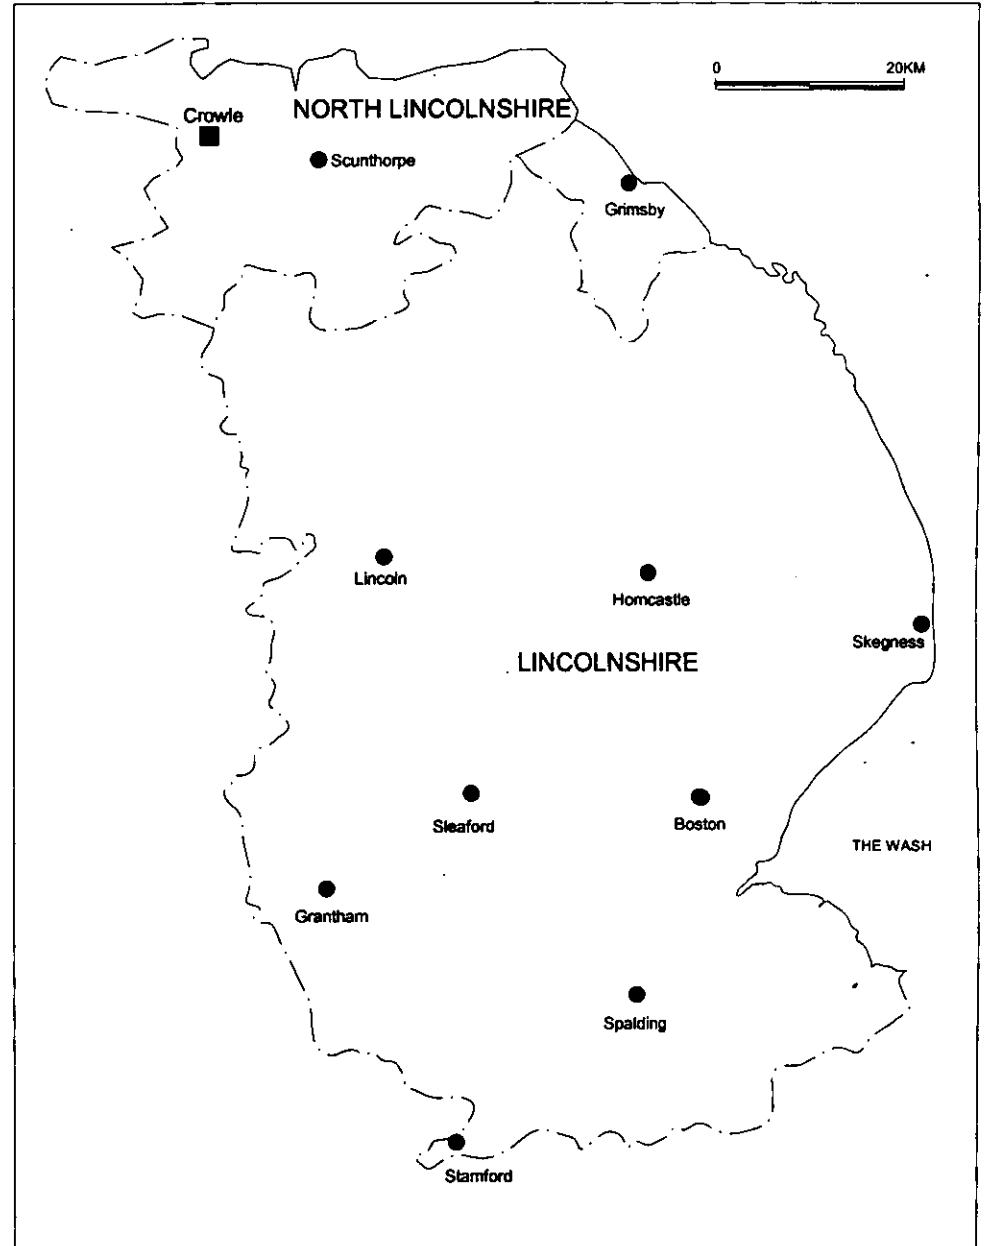 0 20KM
Crowle
NORTH LINCOLNSHIRE
Scunthorpe
Grimsby
Lincoln
Horncastle
Skegness
LINCOLNSHIRE
Sleaford
Boston
THE WASH
Grantham
Spalding
Stamford